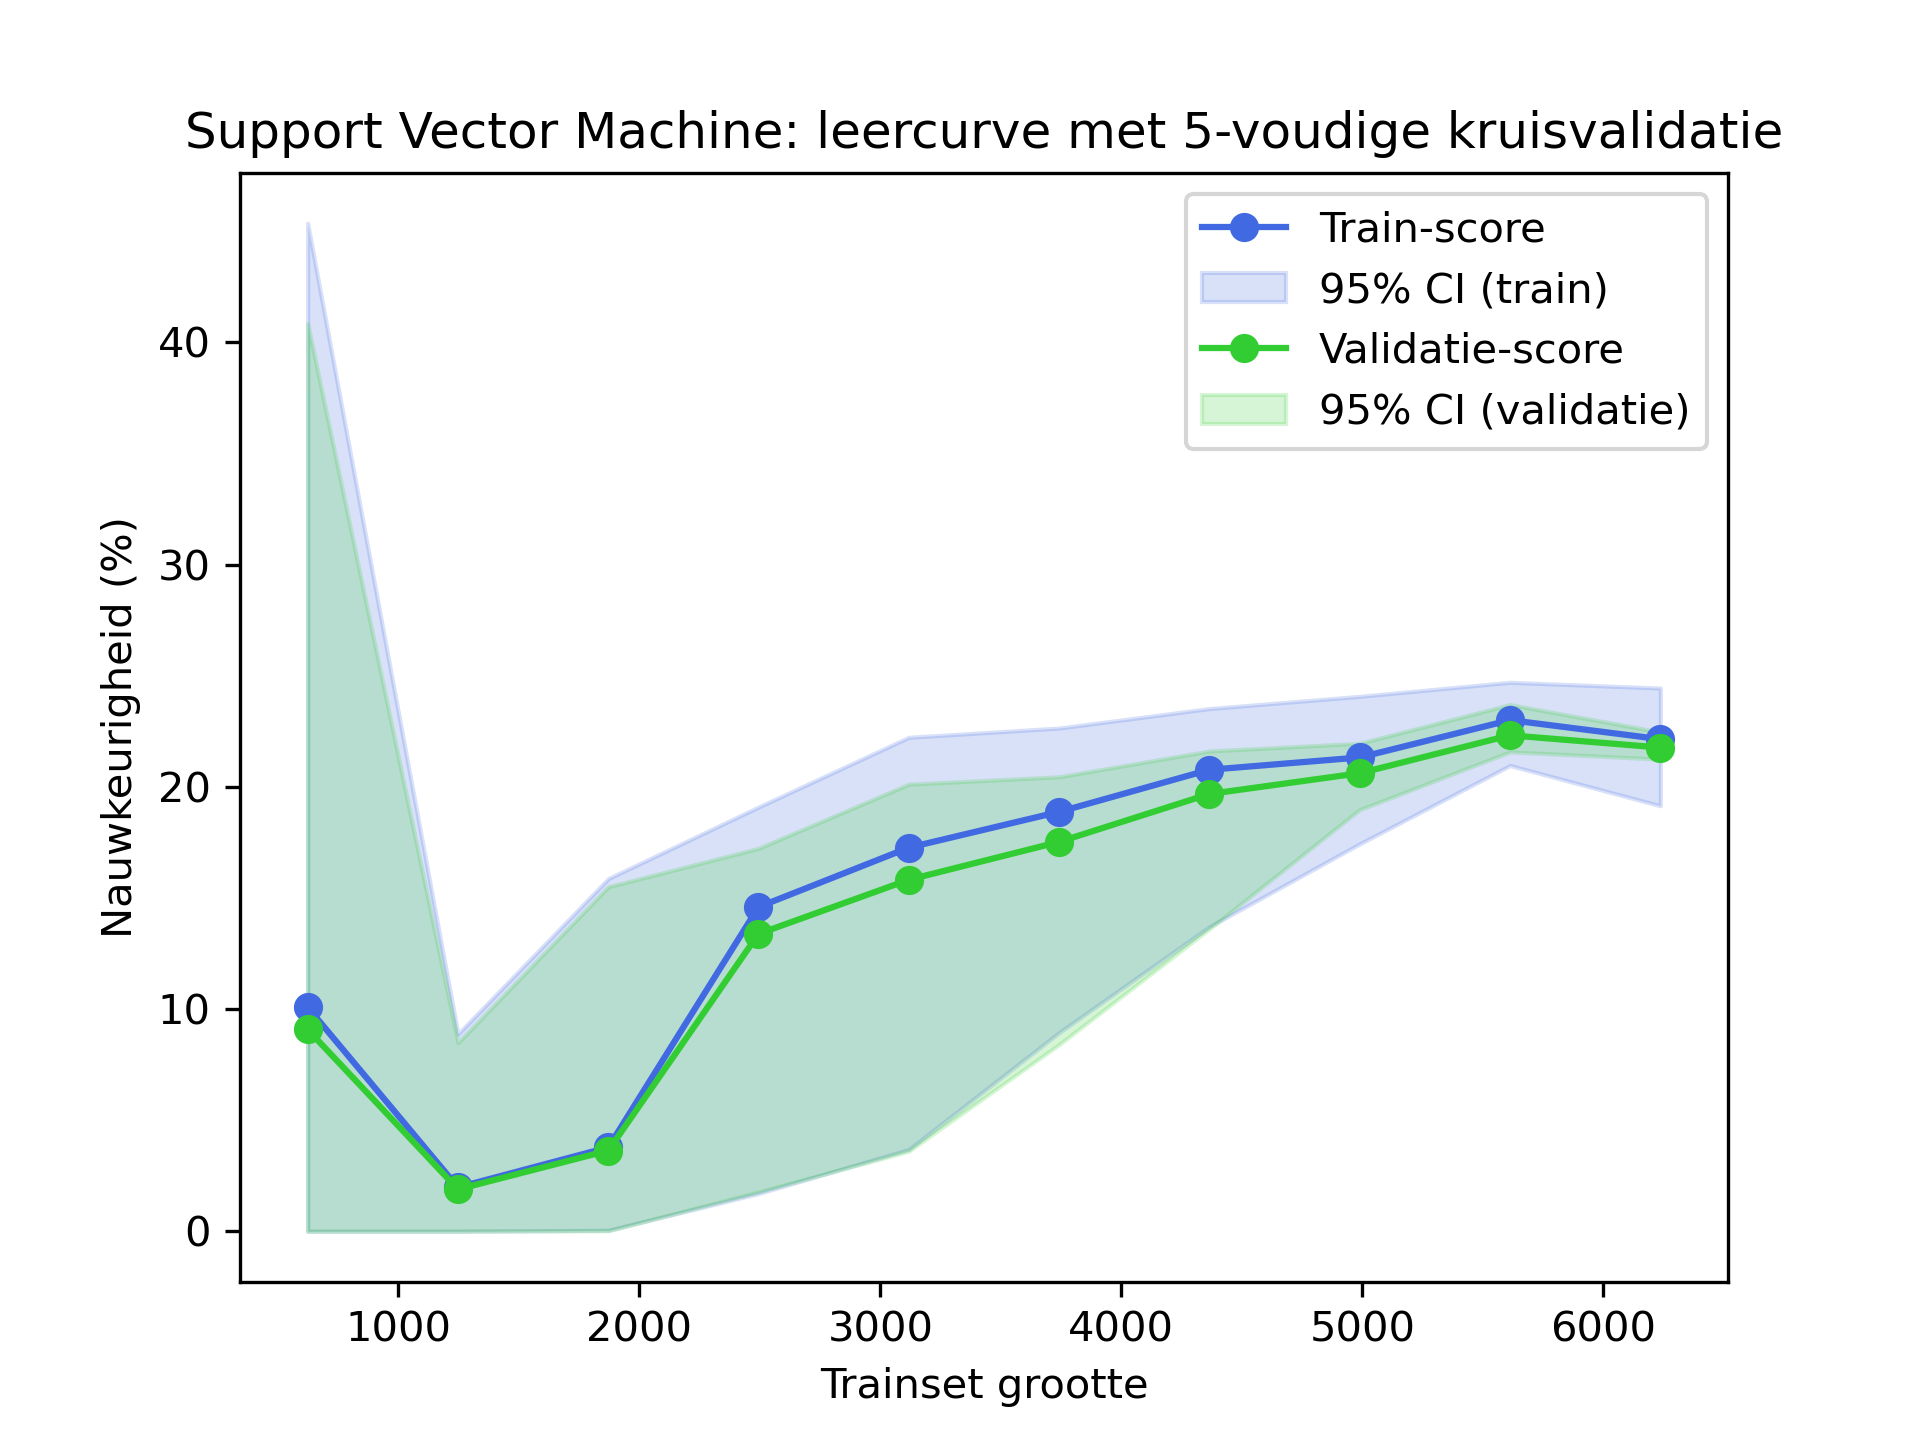 Support Vector Machine: leercurve met 5-voudige kruisvalidatie
Train-score
95% CI (train)
Validatie-score
95% CI (validatie)
Nauwkeurigheid (%)
40
30
20
10
0
1000 2000 3000 4000 5000 6000
Trainset grootte